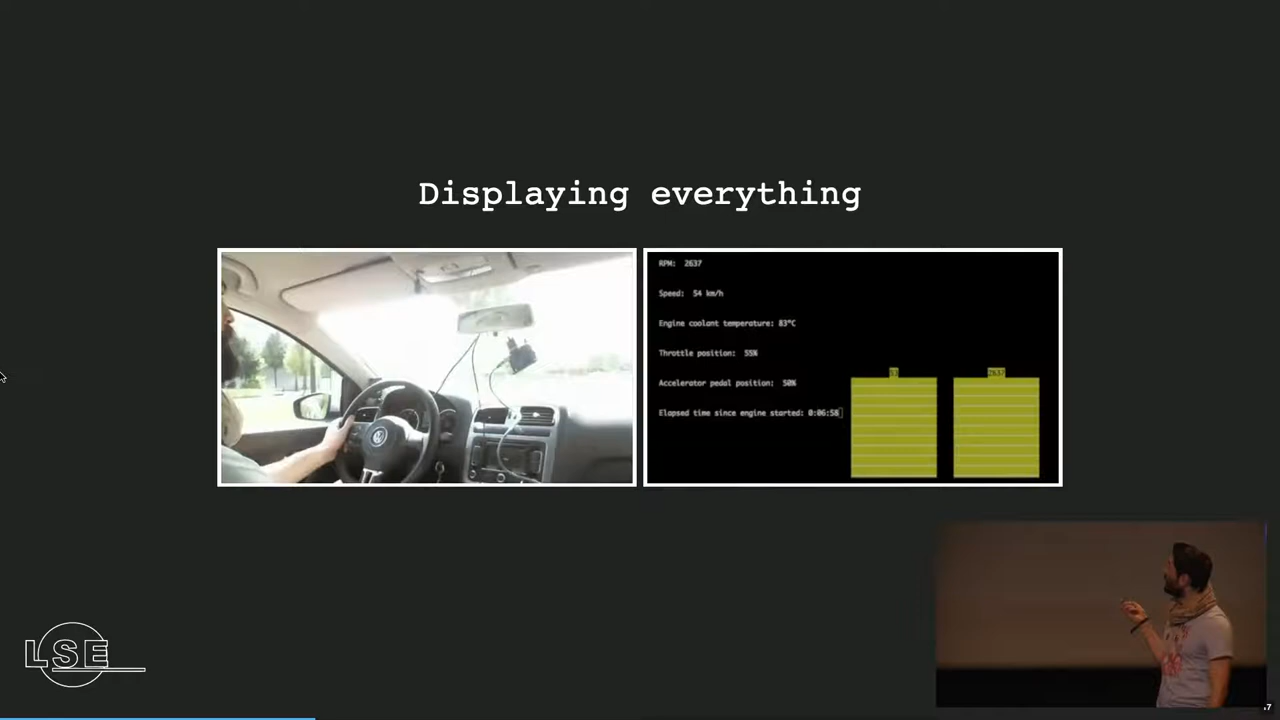 Displaying everything
RPM: 2637
Speed: 54 km/h
Engine coolant temperature: 83°C
Throttle position: 55%
Accelerator pedal position: 50%
Elapsed time since engine started: 0:06:58
2637
LSE